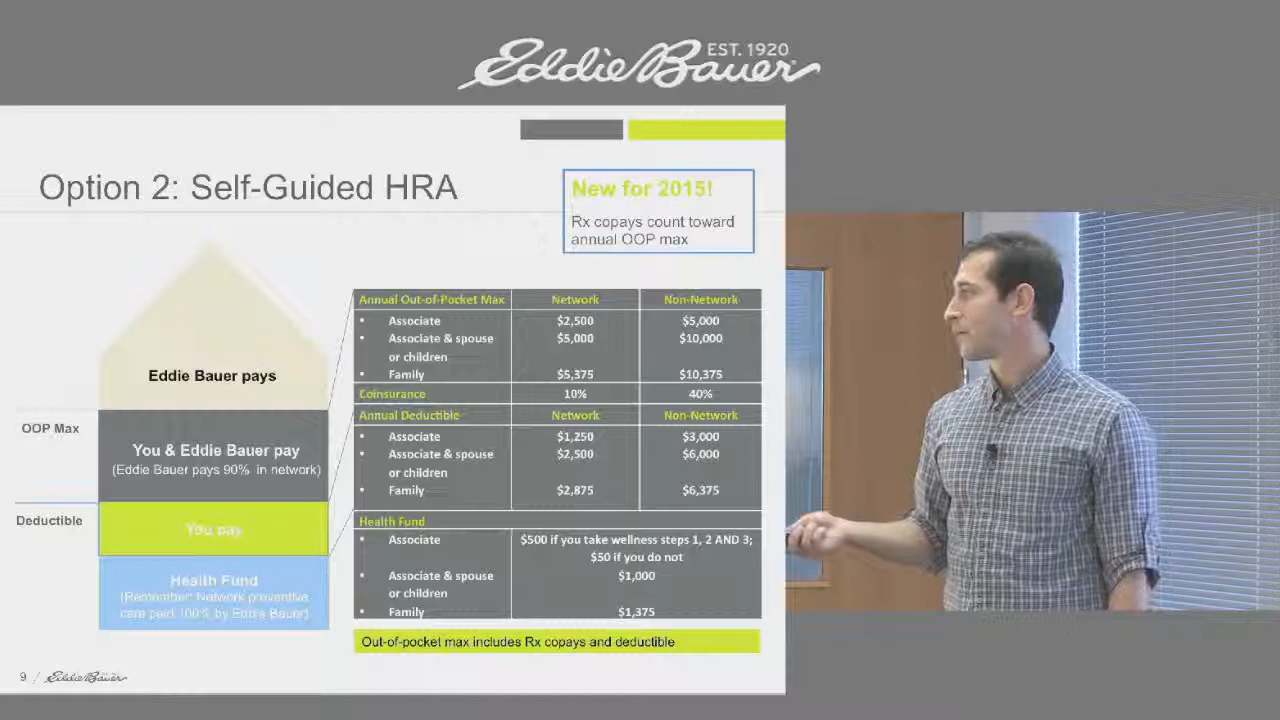 Eddie Bauer EST. 1920
Option 2: Self-Guided HRA
New for 2015!
Rx copays count toward
annual OOP max
Eddie Bauer pays
OOP Max
You & Eddie Bauer pay
(Eddie Bauer pays 90% in network)
Deductible
You pay
Health Fund
(Remember: Network preventive
care paid 100% by Eddie Bauer)
Annual Out-of-Pocket Max Network Non-Network
• Associate $2,500 $5,000
• Associate & spouse $5,000 $10,000
or children
• Family $5,375 $10,375
Coinsurance 10% 40%
Annual Deductible Network Non-Network
• Associate $1,250 $3,000
• Associate & spouse $2,500 $6,000
or children
• Family $2,875 $6,375
Health Fund
• Associate $500 if you take wellness steps 1, 2 AND 3;
$50 if you do not
• Associate & spouse $1,000
or children
• Family $1,375
Out-of-pocket max includes Rx copays and deductible
9 / Eddie Bauer